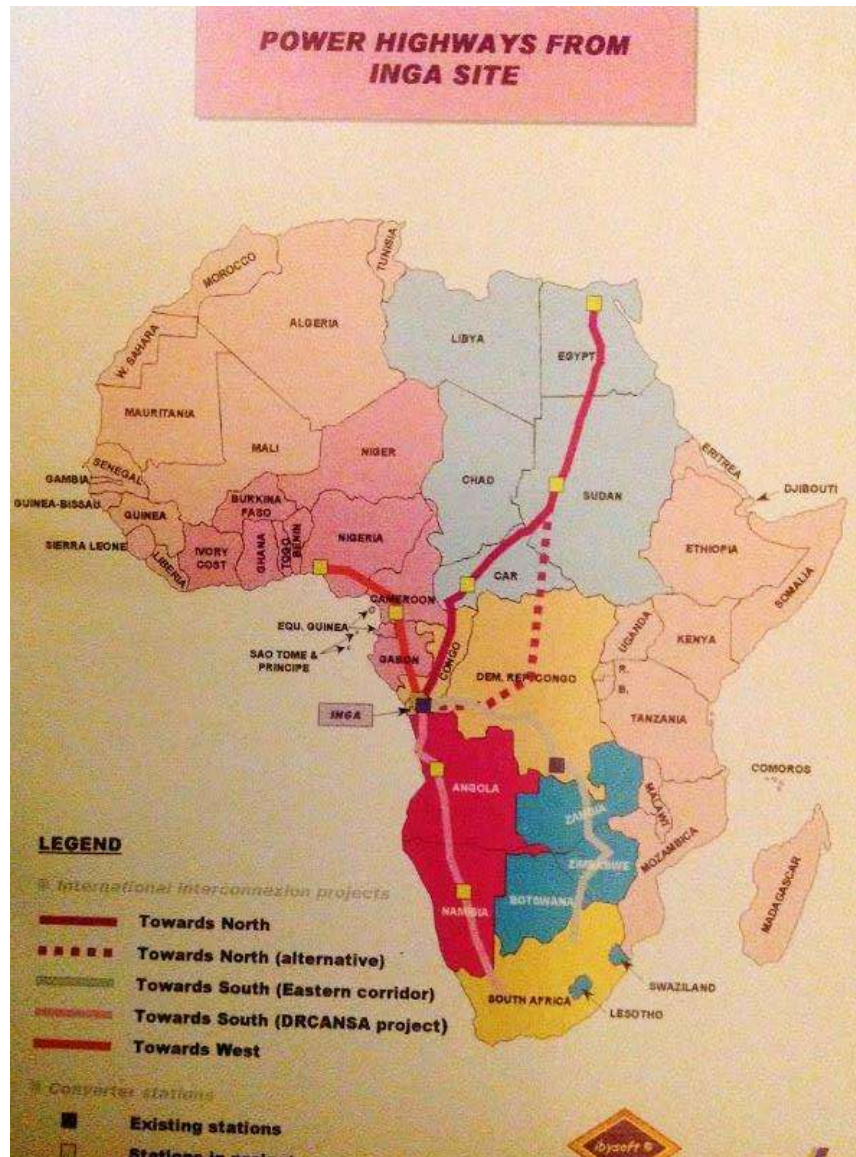 POWER HIGHWAYS FROM
INGA SITE
TUNISIA
MOROCCO
ALGERIA
LIBYA
EGYPT
W. SAHARA
MAURITANIA
MALI
NIGER
CHAD
SUDAN
ERITREA
DJIBOUTI
SENEGAL
GAMBIA
GUINEA-BISSAU
GUINEA
SIERRA LEONE
LIBERIA
IVORY
COST
BURKINA
FASO
GHANA
TOGO
BENIN
NIGERIA
CAMEROON
CAR
ETHIOPIA
SOMALIA
EQU. GUINEA
SAO TOME &
PRINCIPE
GABON
CONGO
DEM. REP. CONGO
UGANDA
KENYA
R.
B.
TANZANIA
INGA
COMOROS
ANGOLA
ZAMBIA
MALAWI
MOZAMBICA
ZIMBABWE
BOTSWANA
NAMIBIA
MADAGASCAR
SOUTH AFRICA
SWAZILAND
LESOTHO
LEGEND
International interconnexion projects
Towards North
Towards North (alternative)
Towards South (Eastern corridor)
Towards South (DRCANSA project)
Towards West
Converter stations
Existing stations
Stations in project
ibysoft ©